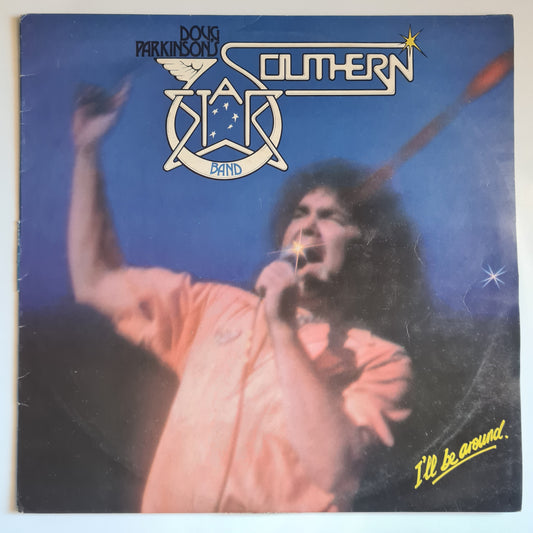 DOUG
PARKINSON'S
SOUTHERN
STAR
BAND
I'll be around.